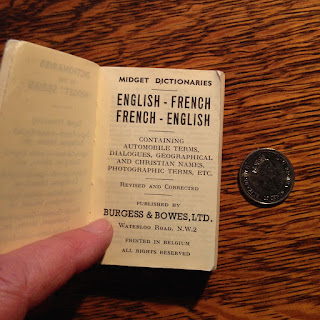 MIDGET DICTIONARIES
ENGLISH - FRENCH
FRENCH - ENGLISH
CONTAINING
AUTOMOBILE TERMS,
DIALOGUES, GEOGRAPHICAL
AND CHRISTIAN NAMES,
PHOTOGRAPHIC TERMS, ETC.
REVISED AND CORRECTED
PUBLISHED BY
BURGESS & BOWES, LTD.
WATERLOO ROAD, N.W.2
PRINTED IN BELGIUM
ALL RIGHTS RESERVED